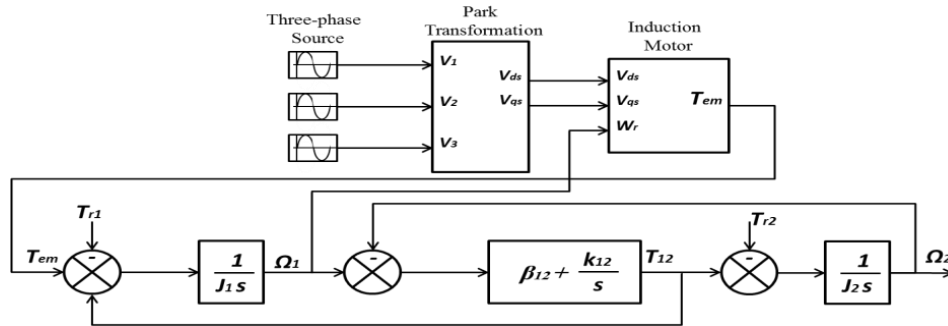 Three-phase
Source
Park
Transformation
Induction
Motor
V1
V2
V3
Vds
Vqs
Vds
Vqs
Wr
Tem
Tr1
-
Tem
1
J1 s
Ω1
-
β12 + k12
s
T12
Tr2
-
1
J2 s
Ω2